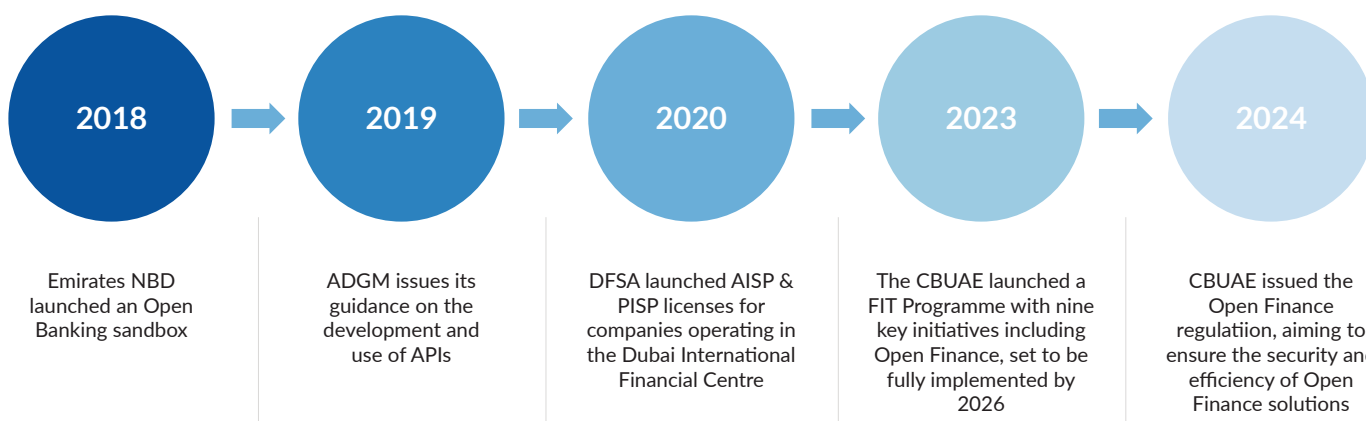 2018
2019
2020
2023
2024
Emirates NBD
launched an Open
Banking sandbox
ADGM issues its
guidance on the
development and
use of APIs
DFSA launched AISP &
PISP licenses for
companies operating in
the Dubai International
Financial Centre
The CBUAE launched a
FIT Programme with nine
key initiatives including
Open Finance, set to be
fully implemented by
2026
CBUAE issued the
Open Finance
regulatiion, aiming to
ensure the security an
efficiency of Open
Finance solutions